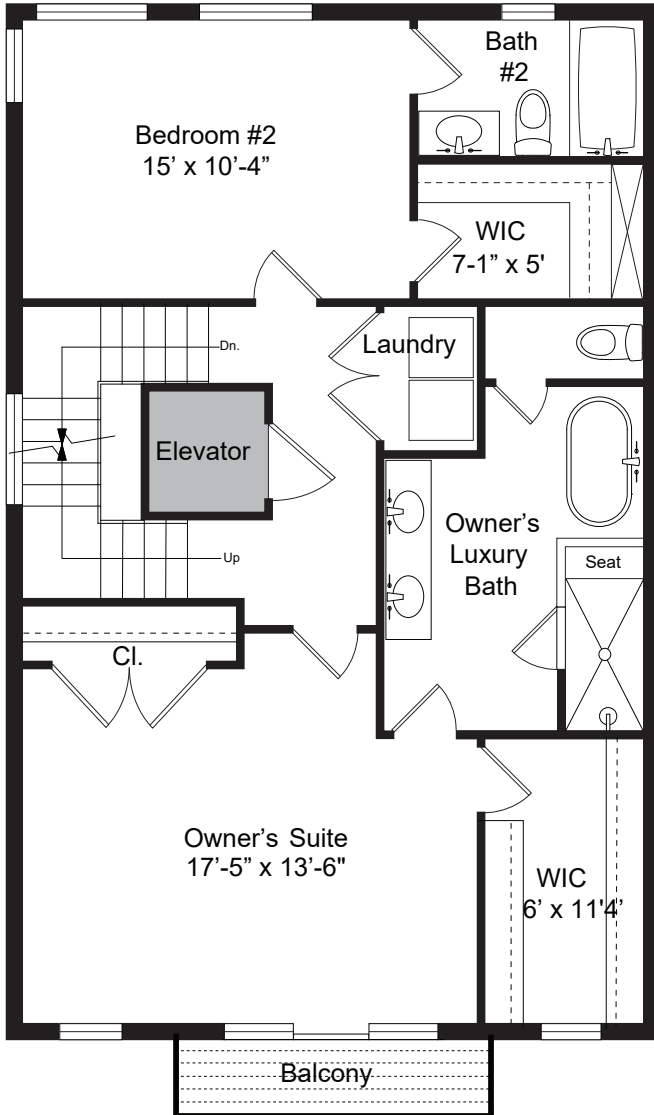 Bath
#2
Bedroom #2
15’ x 10’-4”
WIC
7-1” x 5'
Laundry
Dn.
Elevator
Owner’s
Luxury
Bath
Up
Seat
Cl.
Owner’s Suite
17’-5” x 13’-6"
WIC
6’ x 11'4’
Balcony